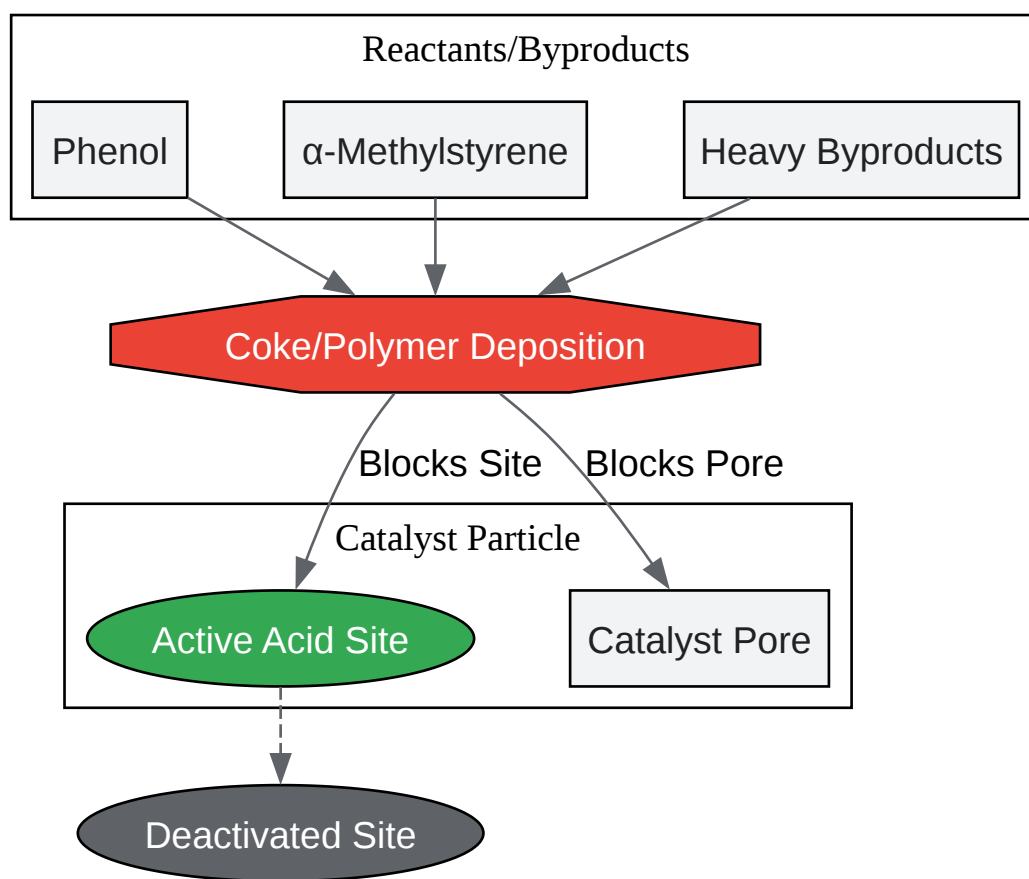 Reactants/Byproducts
Phenol
α-Methylstyrene
Heavy Byproducts
Coke/Polymer Deposition
Blocks Site
Blocks Pore
Catalyst Particle
Active Acid Site
Catalyst Pore
Deactivated Site